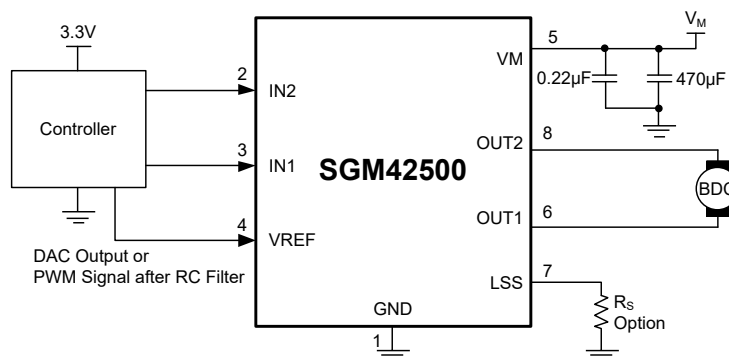 3.3V
Controller
2
IN2
3
IN1
4
VREF
DAC Output or
PWM Signal after RC Filter
SGM42500
GND
1
VM
5
VM
0.22µF
470µF
OUT2
8
BDC
OUT1
6
LSS
7
RS
Option